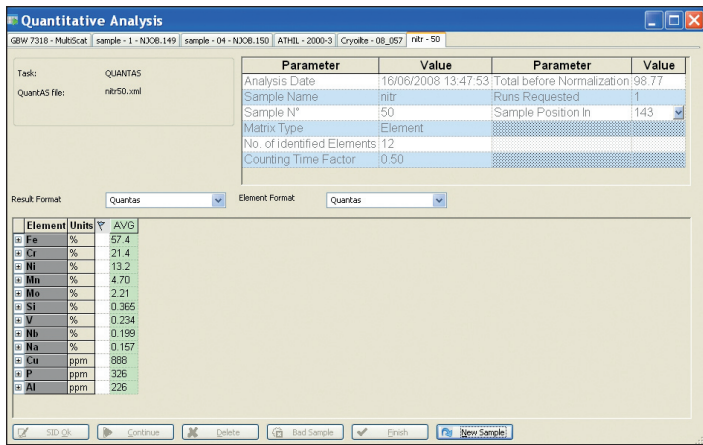 Quantitative Analysis
GBW 7318 - MultiScat sample - 1 - NJOB.149 sample - 04 - NJOB.150 ATHIL - 2000-3 Cryoilte - 08_057 nitr - 50
Task: QUANTAS
QuantAS file: nitr50.xml
Parameter Value Parameter Value
Analysis Date 16/06/2008 13:47:53 Total before Normalization 98.77
Sample Name nitr Runs Requested 1
Sample N° 50 Sample Position In 143
Matrix Type Element
No. of identified Elements 12
Counting Time Factor 0.50
Result Format Quantas Element Format Quantas
Element Units AVG
Fe % 57.4
Cr % 21.4
Ni % 13.2
Mn % 4.70
Mo % 2.21
Si % 0.365
V % 0.234
Nb % 0.199
Na % 0.157
Cu ppm 888
P ppm 326
Al ppm 226
SID Ok Continue Delete Bad Sample Finish New Sample